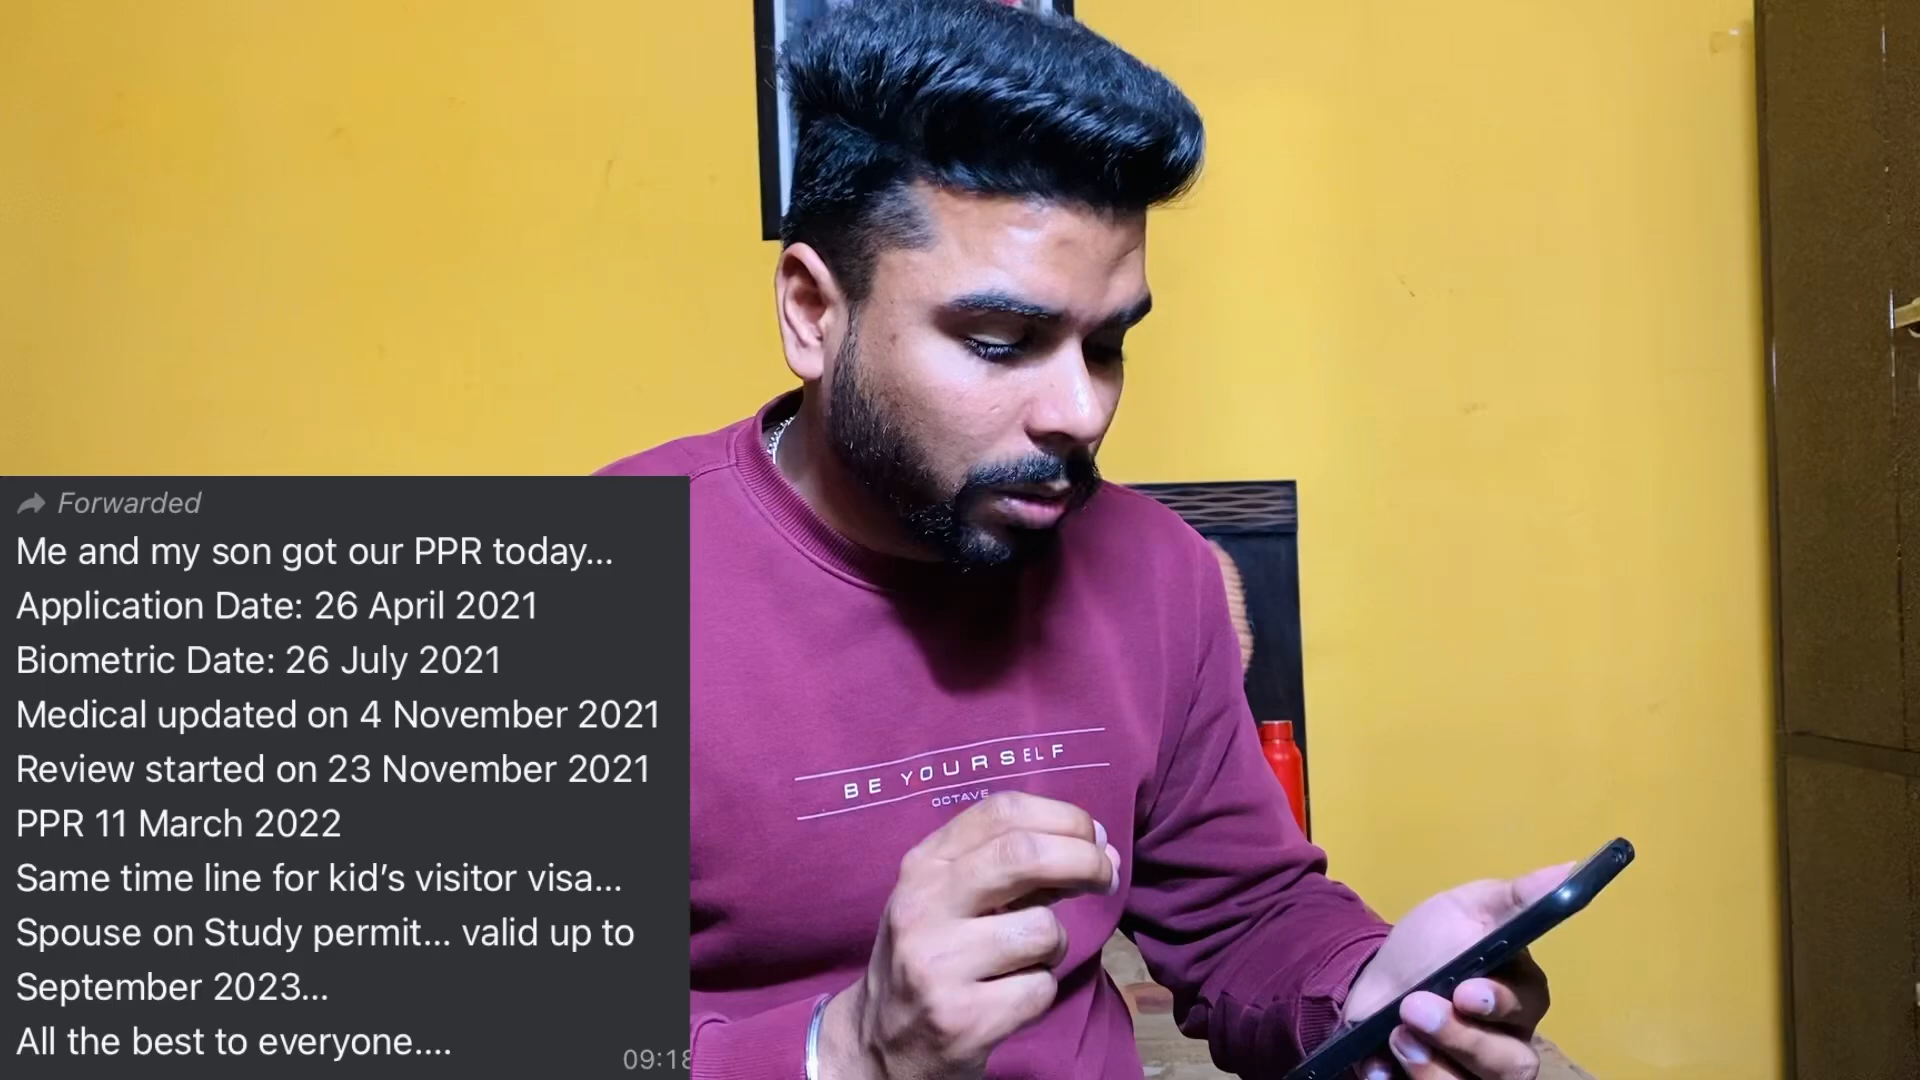 Forwarded
Me and my son got our PPR today...
Application Date: 26 April 2021
Biometric Date: 26 July 2021
Medical updated on 4 November 2021
Review started on 23 November 2021
PPR 11 March 2022
Same time line for kid’s visitor visa...
Spouse on Study permit... valid up to
September 2023...
All the best to everyone....
09:18
BE YOURSELF
OCTAVE